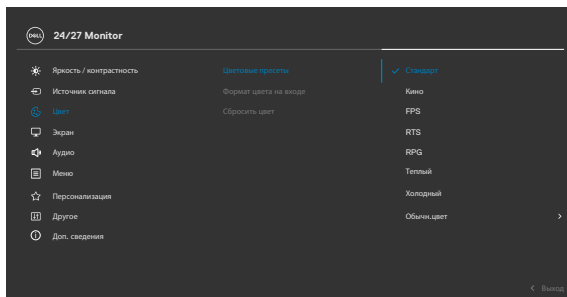 DELL 24/27 Monitor
Яркость / контрастность
Цветовые пресеты
Стандарт
Источник сигнала
Формат цвета на входе
Кино
Цвет
Сбросить цвет
FPS
Экран
RTS
Аудио
RPG
Меню
Теплый
Персонализация
Холодный
Другое
Обычн.цвет
Доп. сведения
Выход